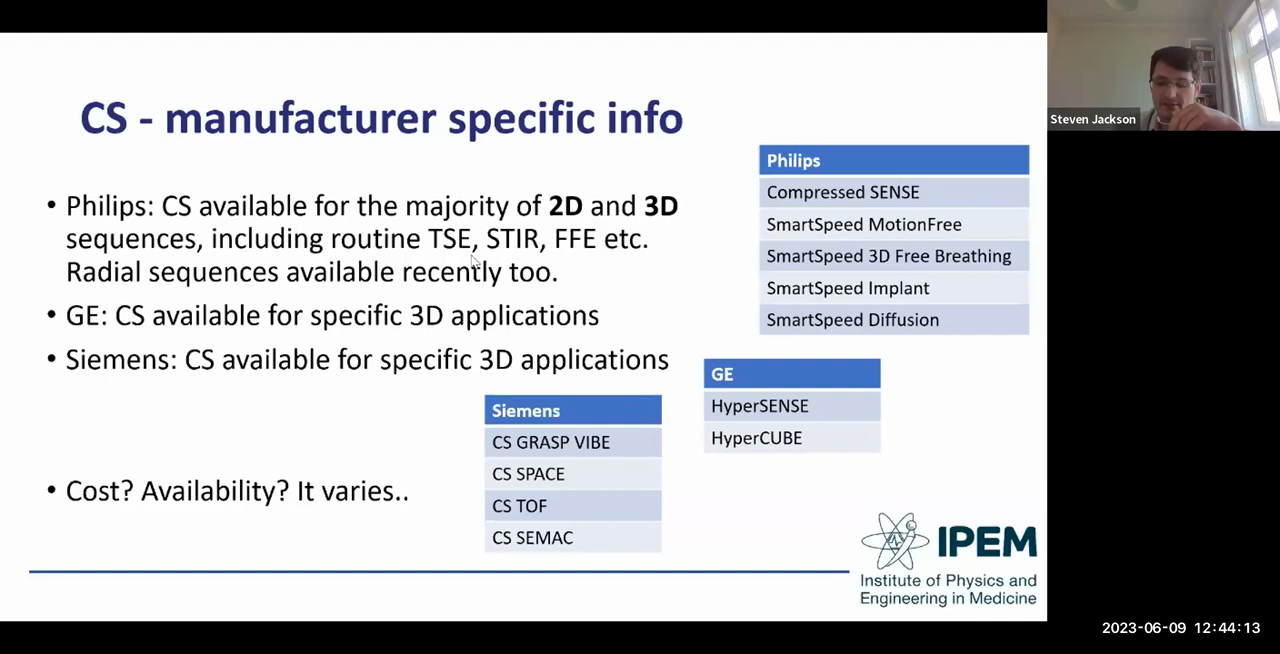 CS - manufacturer specific info
• Philips: CS available for the majority of 2D and 3D
sequences, including routine TSE, STIR, FFE etc.
Radial sequences available recently too.
• GE: CS available for specific 3D applications
• Siemens: CS available for specific 3D applications
• Cost? Availability? It varies..
Philips
Compressed SENSE
SmartSpeed MotionFree
SmartSpeed 3D Free Breathing
SmartSpeed Implant
SmartSpeed Diffusion
GE
HyperSENSE
HyperCUBE
Siemens
CS GRASP VIBE
CS SPACE
CS TOF
CS SEMAC
IPEM
Institute of Physics and
Engineering in Medicine
Steven Jackson
2023-06-09 12:44:13